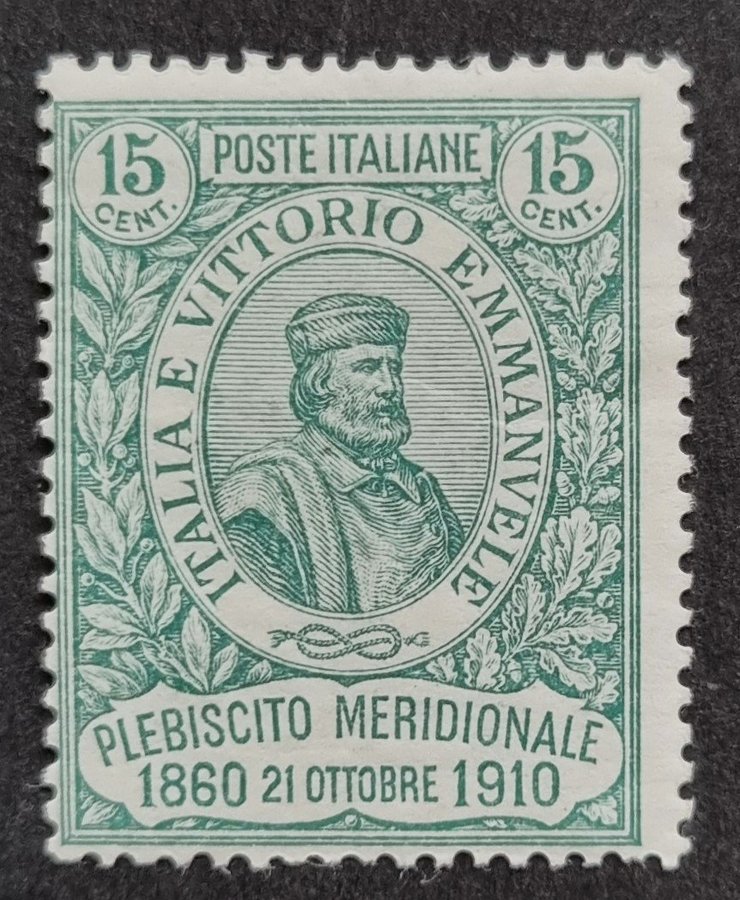 15 CENT.
POSTE ITALIANE
15 CENT.
ITALIA E VITTORIO EMMANVELE
PLEBISCITO MERIDIONALE
1860 21 OTTOBRE 1910